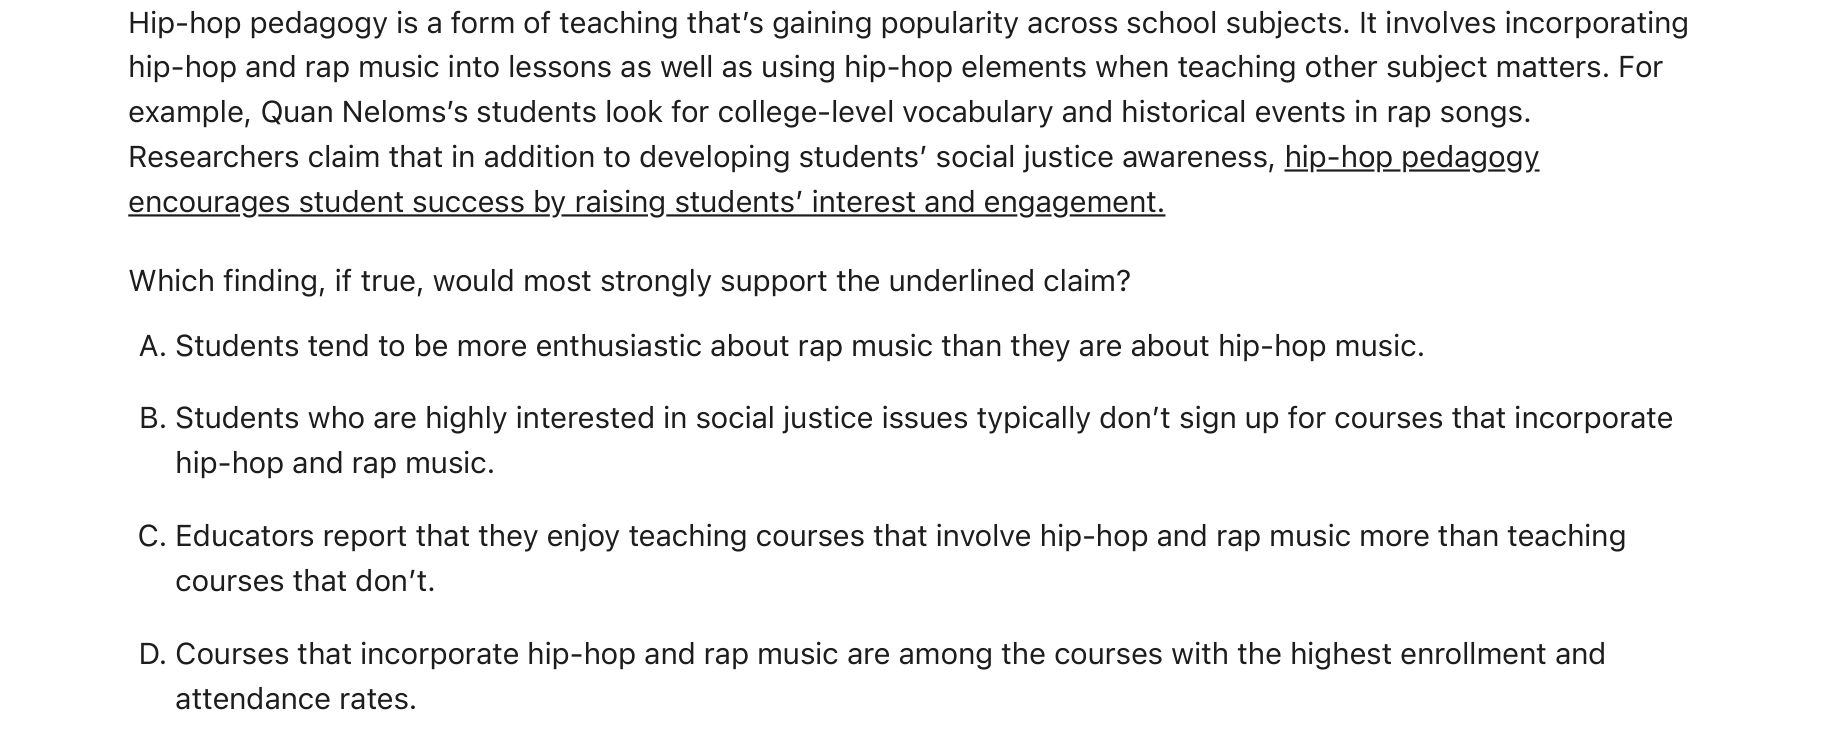 Hip-hop pedagogy is a form of teaching that’s gaining popularity across school subjects. It involves incorporating
hip-hop and rap music into lessons as well as using hip-hop elements when teaching other subject matters. For
example, Quan Neloms’s students look for college-level vocabulary and historical events in rap songs.
Researchers claim that in addition to developing students’ social justice awareness, hip-hop pedagogy
encourages student success by raising students’ interest and engagement.
Which finding, if true, would most strongly support the underlined claim?
A. Students tend to be more enthusiastic about rap music than they are about hip-hop music.
B. Students who are highly interested in social justice issues typically don’t sign up for courses that incorporate
hip-hop and rap music.
C. Educators report that they enjoy teaching courses that involve hip-hop and rap music more than teaching
courses that don’t.
D. Courses that incorporate hip-hop and rap music are among the courses with the highest enrollment and
attendance rates.